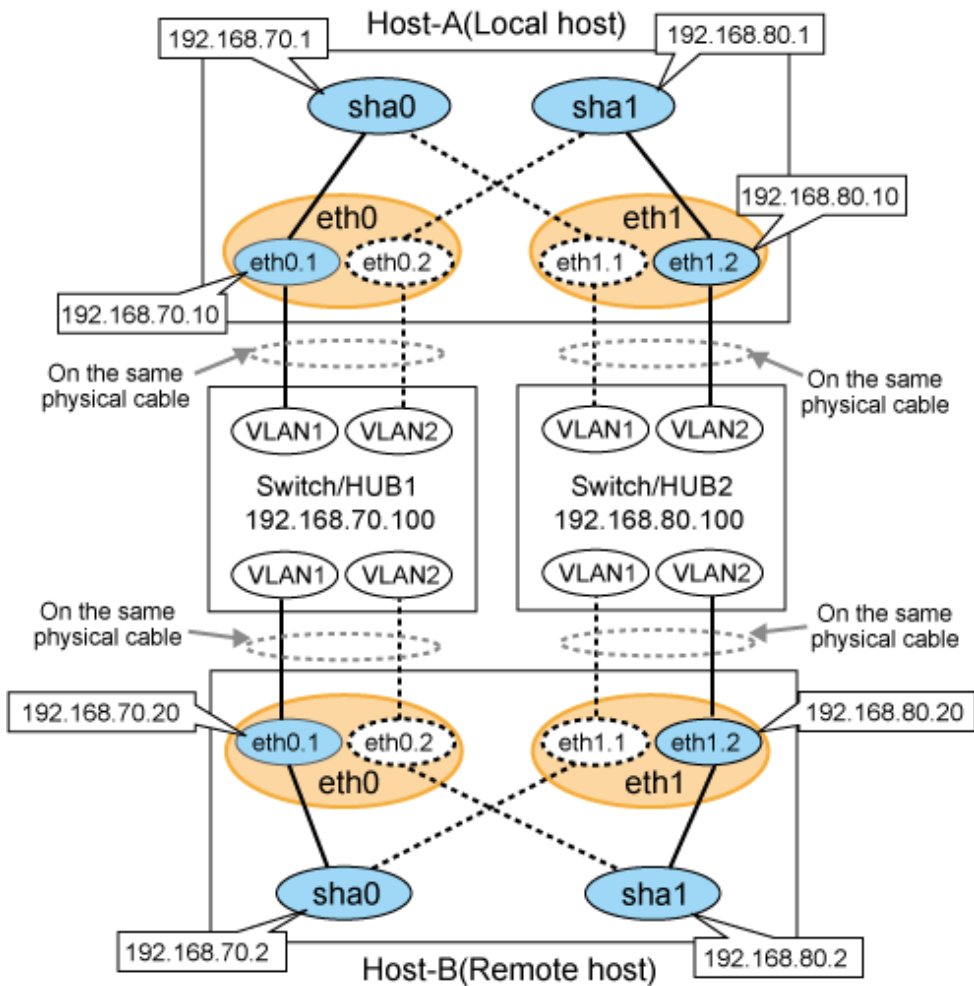 Host-A(Local host)
192.168.70.1
192.168.80.1
sha0
sha1
192.168.80.10
eth0
eth1
eth0.1
eth0.2
eth1.1
eth1.2
192.168.70.10
On the same
physical cable
On the same
physical cable
VLAN1
VLAN2
VLAN1
VLAN2
Switch/HUB1
192.168.70.100
Switch/HUB2
192.168.80.100
VLAN1
VLAN2
VLAN1
VLAN2
On the same
physical cable
On the same
physical cable
192.168.70.20
192.168.80.20
eth0.1
eth0.2
eth1.1
eth1.2
eth0
eth1
sha0
sha1
192.168.70.2
192.168.80.2
Host-B(Remote host)